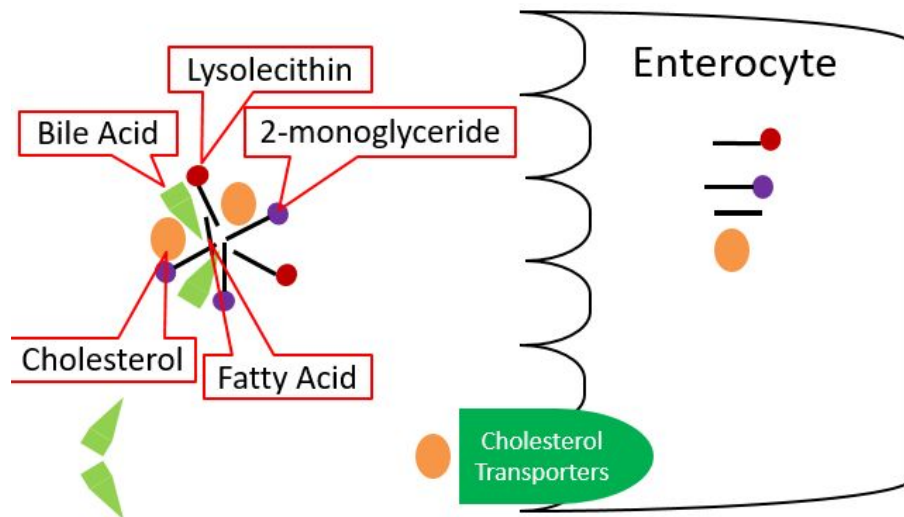 Lysolecithin
Enterocyte
Bile Acid
2-monoglyceride
Cholesterol
Fatty Acid
Cholesterol
Transporters